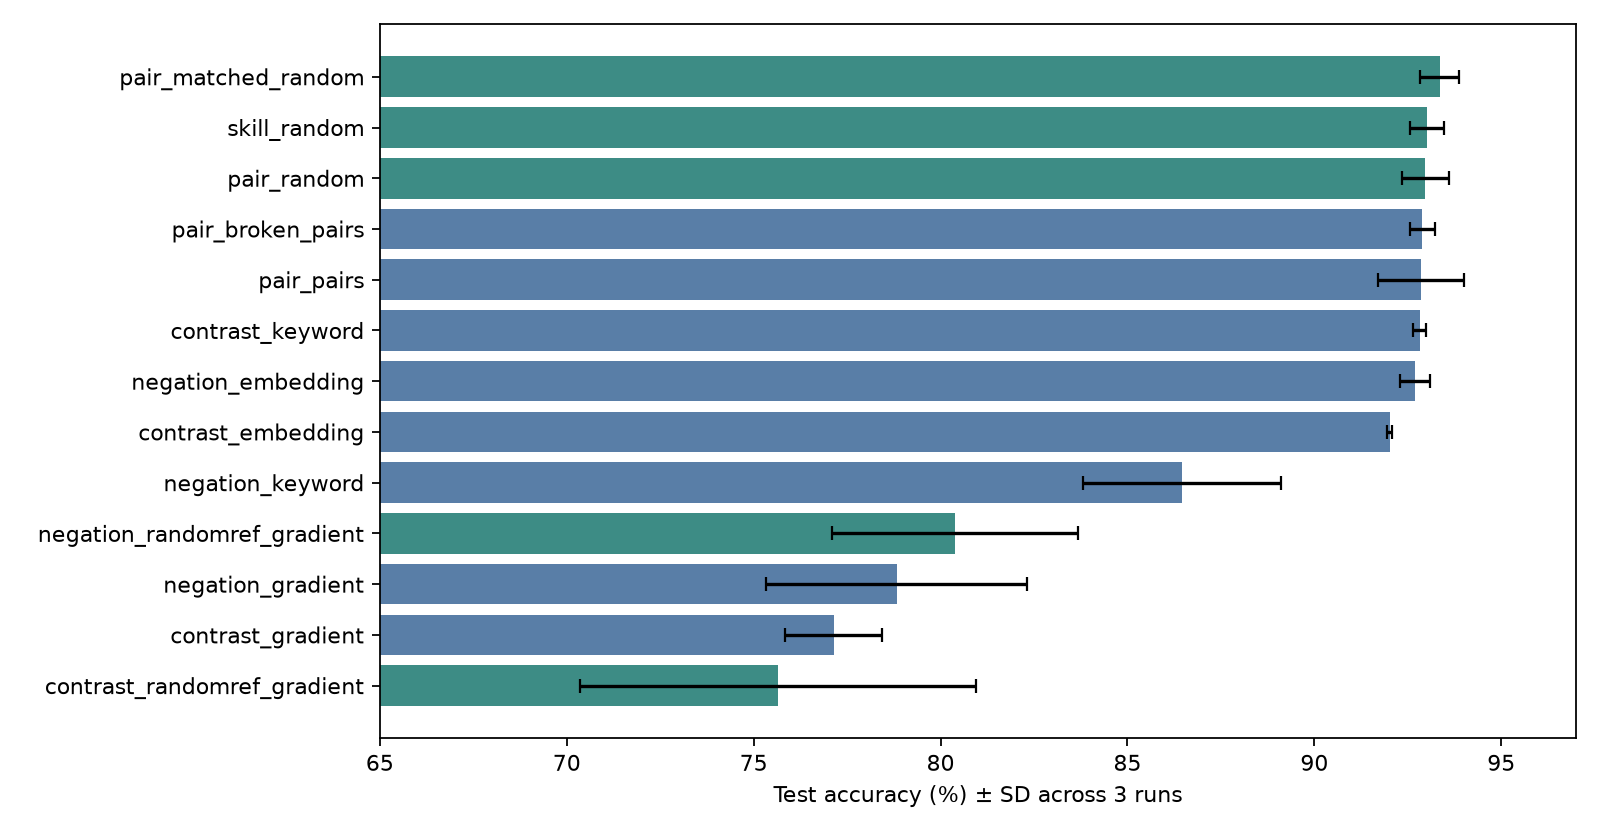 pair_matched_random
skill_random
pair_random
pair_broken_pairs
pair_pairs
contrast_keyword
negation_embedding
contrast_embedding
negation_keyword
negation_randomref_gradient
negation_gradient
contrast_gradient
contrast_randomref_gradient
65 70 75 80 85 90 95
Test accuracy (%) ± SD across 3 runs